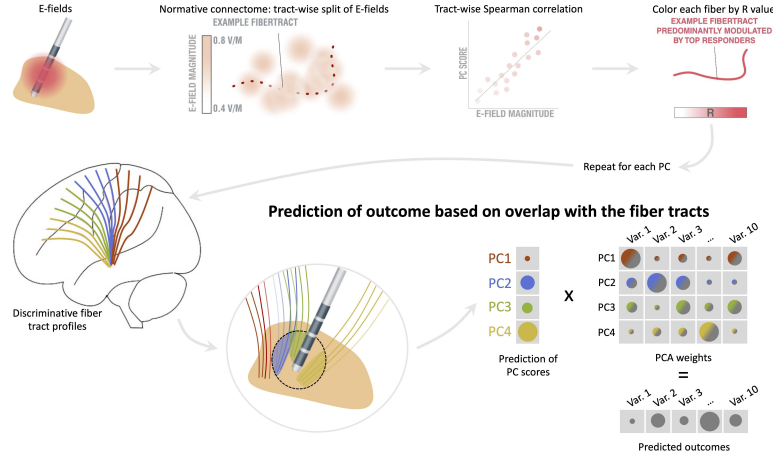 E-fields
Normative connectome: tract-wise split of E-fields
Tract-wise Spearman correlation
Color each fiber by R value
EXAMPLE FIBERTRACT
E-FIELD MAGNITUDE
0.8 V/M
0.4 V/M
PC SCORE
E-FIELD MAGNITUDE
EXAMPLE FIBERTRACT
PREDOMINANTLY MODULATED
BY TOP RESPONDERS
R
Repeat for each PC
Prediction of outcome based on overlap with the fiber tracts
Discriminative fiber
tract profiles
PC1
PC2
PC3
PC4
Prediction of
PC scores
X
Var. 1
Var. 2
Var. 3
...
Var. 10
PC1
PC2
PC3
PC4
PCA weights
=
Var. 1
Var. 2
Var. 3
...
Var. 10
Predicted outcomes